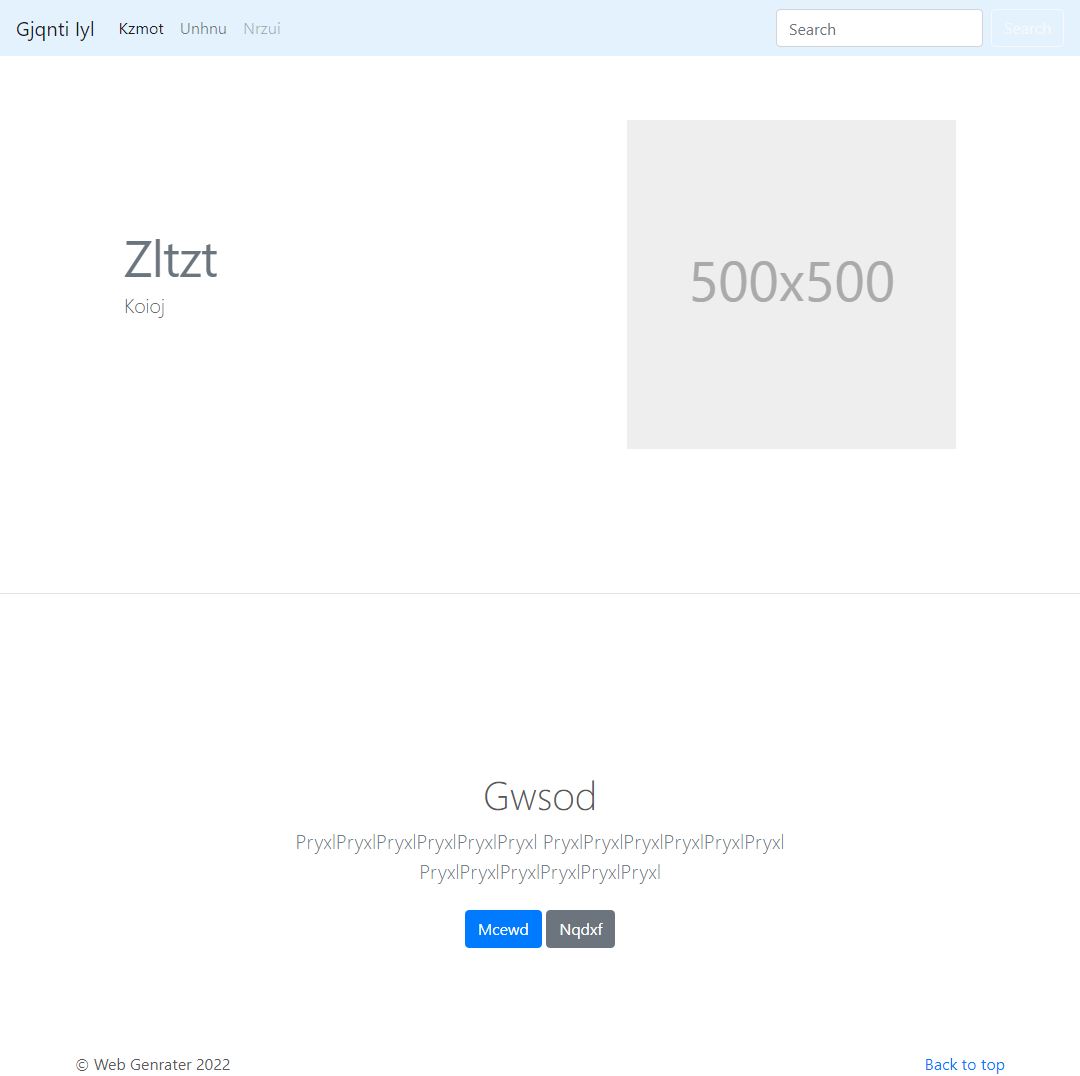 Gjqnti lyl Kzmot Unhnu Nrzui Search Search
Zltzt
Koioj
500x500
Gwsod
PryxlPryxlPryxlPryxlPryxlPryxl PryxlPryxlPryxlPryxlPryxlPryxl
PryxlPryxlPryxlPryxlPryxlPryxl
Mcewd Nqdxf
© Web Genrater 2022 Back to top